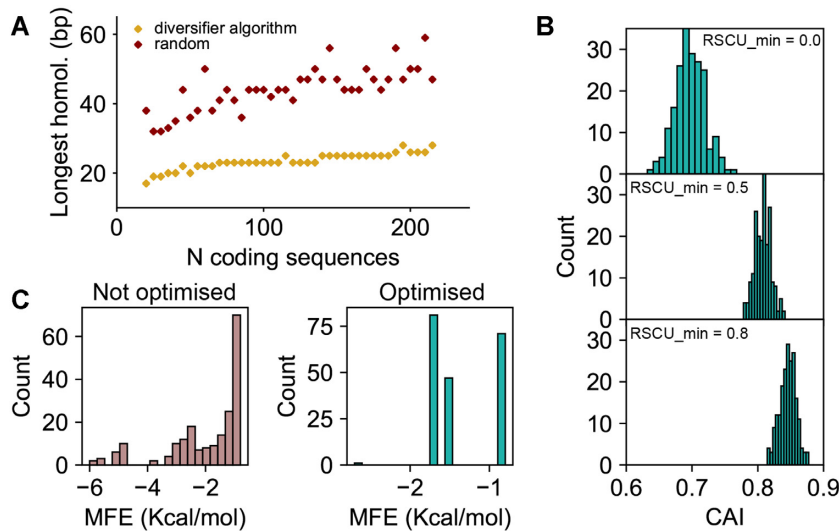 A
diversifier algorithm
random
Longest homol. (bp)
60
40
20
0
100
200
N coding sequences
B
RSCU_min = 0.0
30
20
10
0
RSCU_min = 0.5
30
20
10
0
RSCU_min = 0.8
30
20
10
0
Count
0.6
0.7
0.8
0.9
CAI
C
Not optimised
Count
60
40
20
0
−6
−4
−2
MFE (Kcal/mol)
Optimised
Count
75
50
25
0
−2
−1
MFE (Kcal/mol)